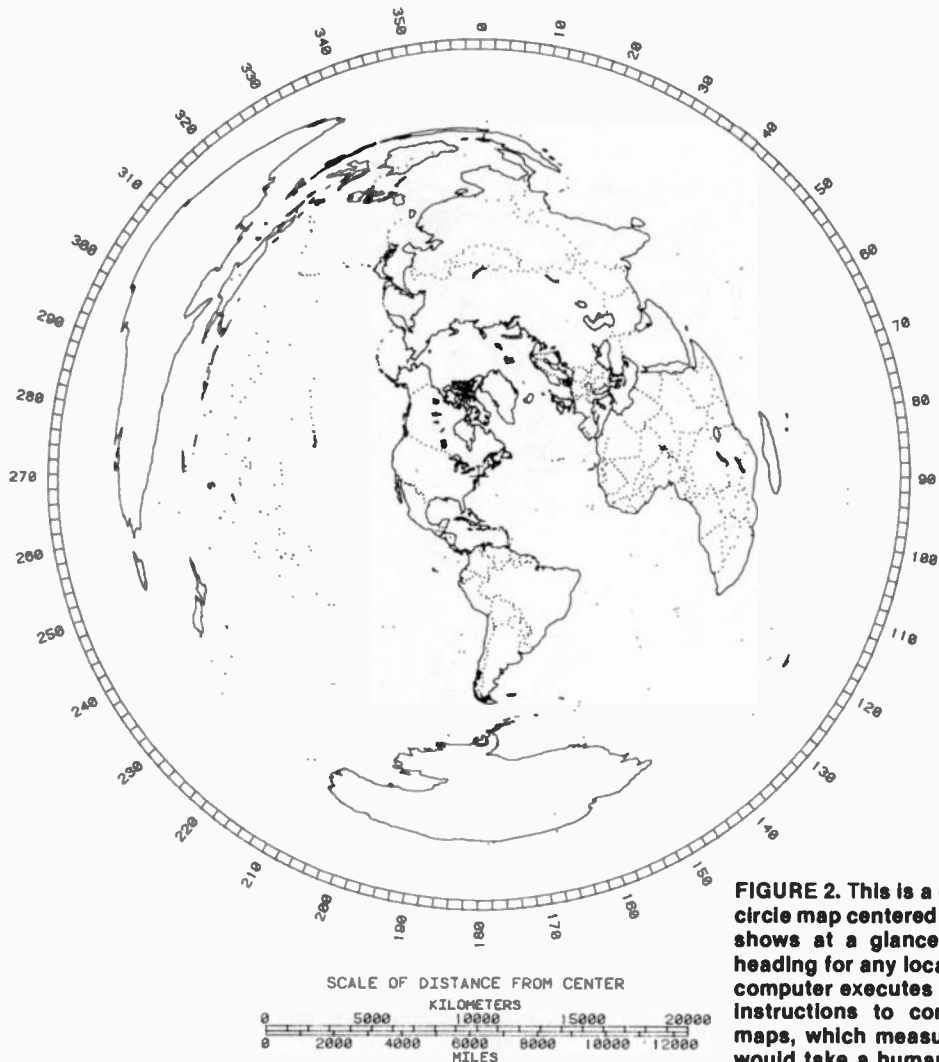 350
0
10
340
20
330
30
320
40
310
50
300
60
290
70
280
80
270
90
260
100
250
110
240
120
230
130
220
140
210
150
200
160
190
180
170
FIGURE 2. This is a
circle map centered
shows at a glance
heading for any loca
computer executes
instructions to con
maps, which measu
would take a human
SCALE OF DISTANCE FROM CENTER
KILOMETERS
0 5000 10000 15000 20000
0 2000 4000 6000 8000 10000 12000
MILES